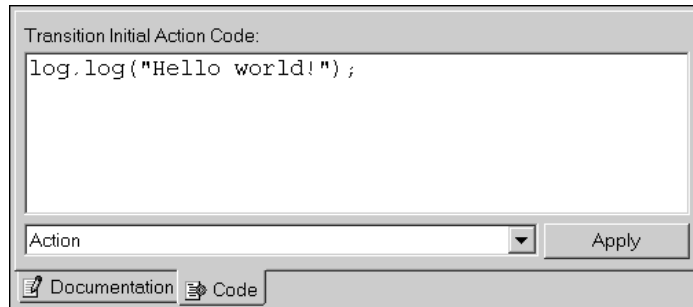 Transition Initial Action Code:
log.log("Hello world!");
Action
Apply
Documentation
Code